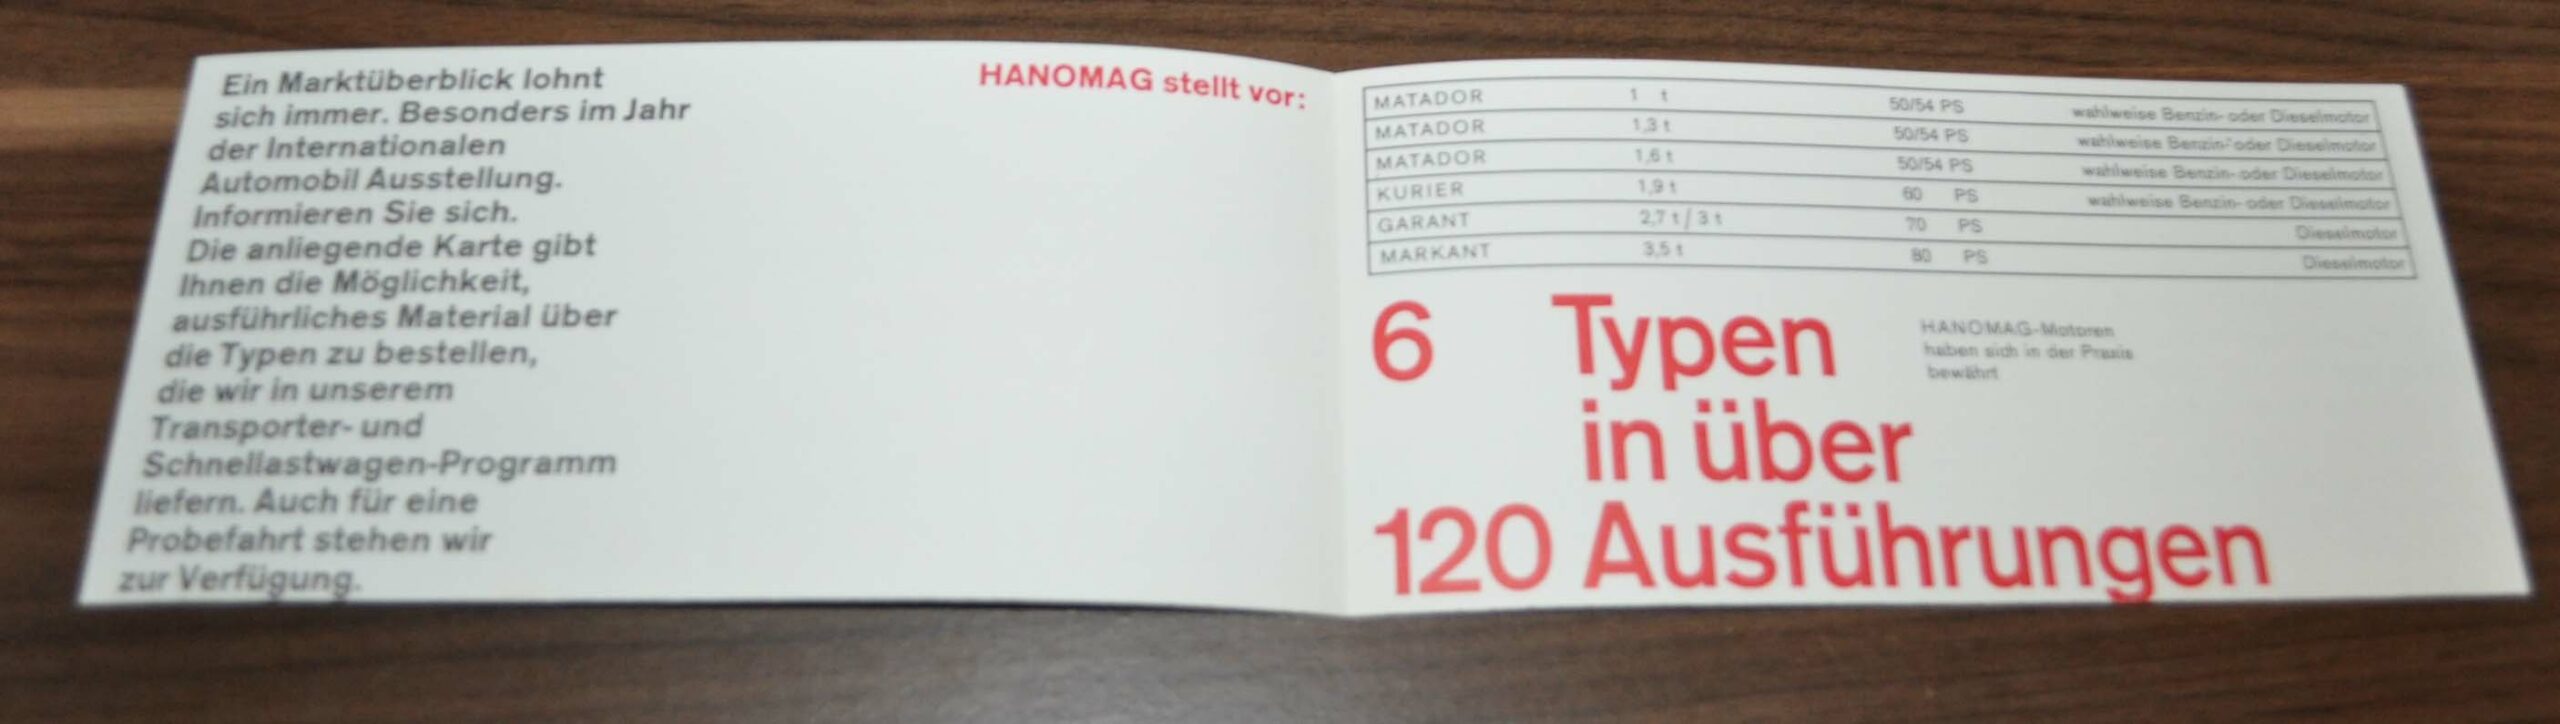 Ein Marktüberblick lohnt
sich immer. Besonders im Jahr
der Internationalen
Automobil Ausstellung.
Informieren Sie sich.
Die anliegende Karte gibt
Ihnen die Möglichkeit,
ausführliches Material über
die Typen zu bestellen,
die wir in unserem
Transporter- und
Schnellastwagen-Programm
liefern. Auch für eine
Probefahrt stehen wir
zur Verfügung.
HANOMAG stellt vor:
MATADOR 1 t 50/54 PS wahlweise Benzin- oder Dieselmotor
MATADOR 1,3 t 50/54 PS wahlweise Benzin- oder Dieselmotor
MATADOR 1,6 t 50/54 PS wahlweise Benzin- oder Dieselmotor
KURIER 1,9 t 60 PS wahlweise Benzin- oder Dieselmotor
GARANT 2,7 t / 3 t 70 PS Dieselmotor
MARKANT 3,5 t 80 PS Dieselmotor
6 Typen
in über
120 Ausführungen
HANOMAG-Motoren
haben sich in der Praxis
bewährt